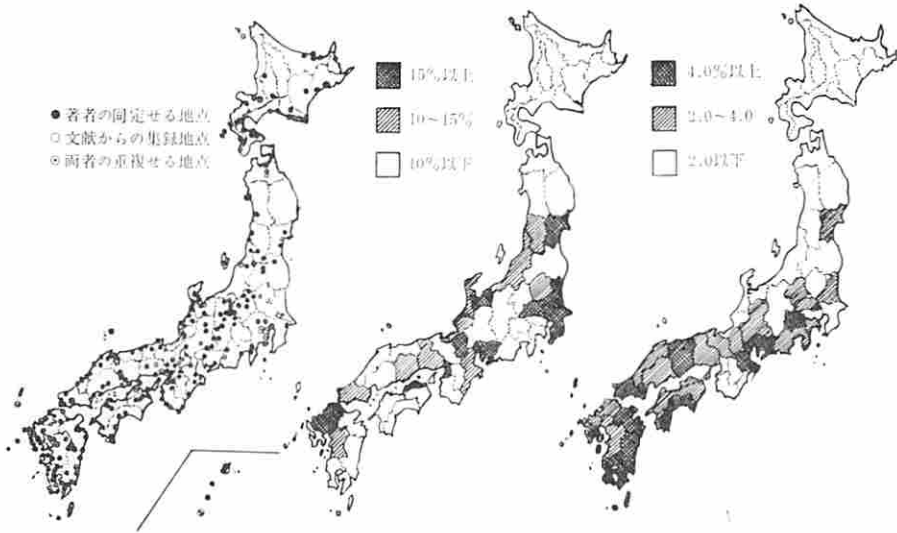 ●著者の同定せる地点
○文献からの集録地点
⊙両者の重複せる地点
15%以上
10~15%
10%以下
4.0%以上
2.0~4.0
2.0以下